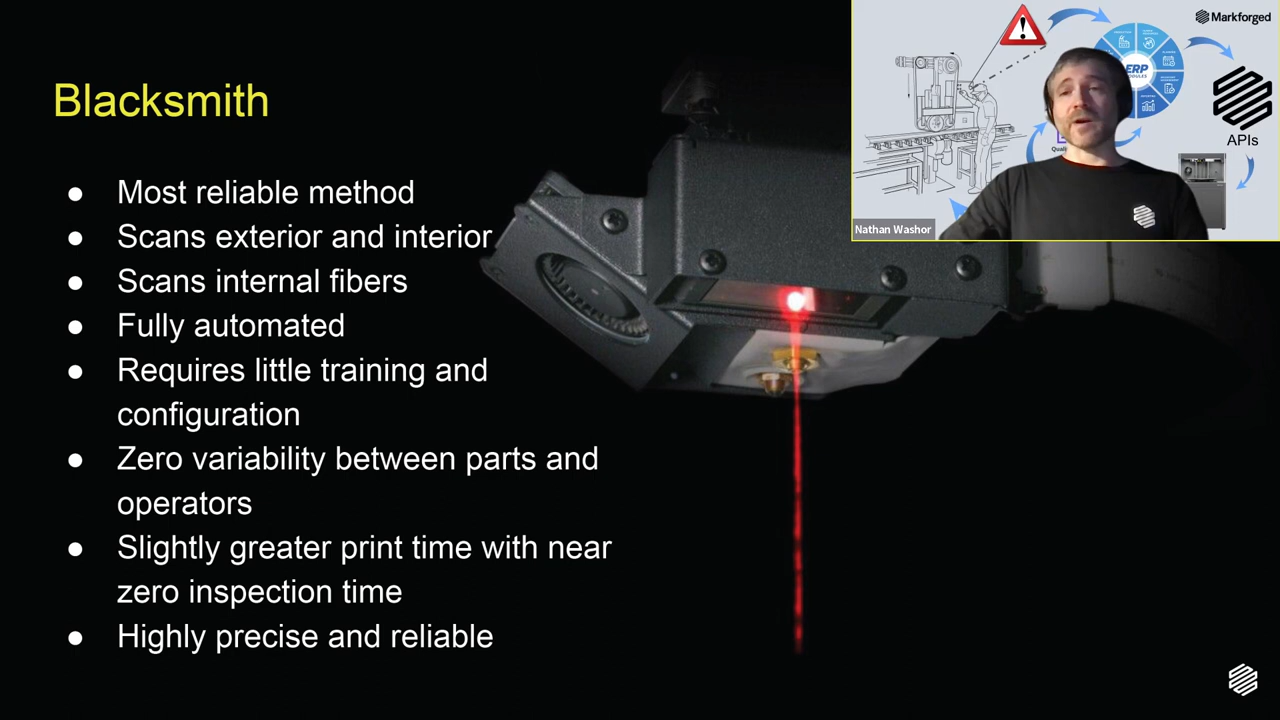 Blacksmith
● Most reliable method
● Scans exterior and interior
● Scans internal fibers
● Fully automated
● Requires little training and
configuration
● Zero variability between parts and
operators
● Slightly greater print time with near
zero inspection time
● Highly precise and reliable
Markforged
ERP
APIs
Nathan Washor